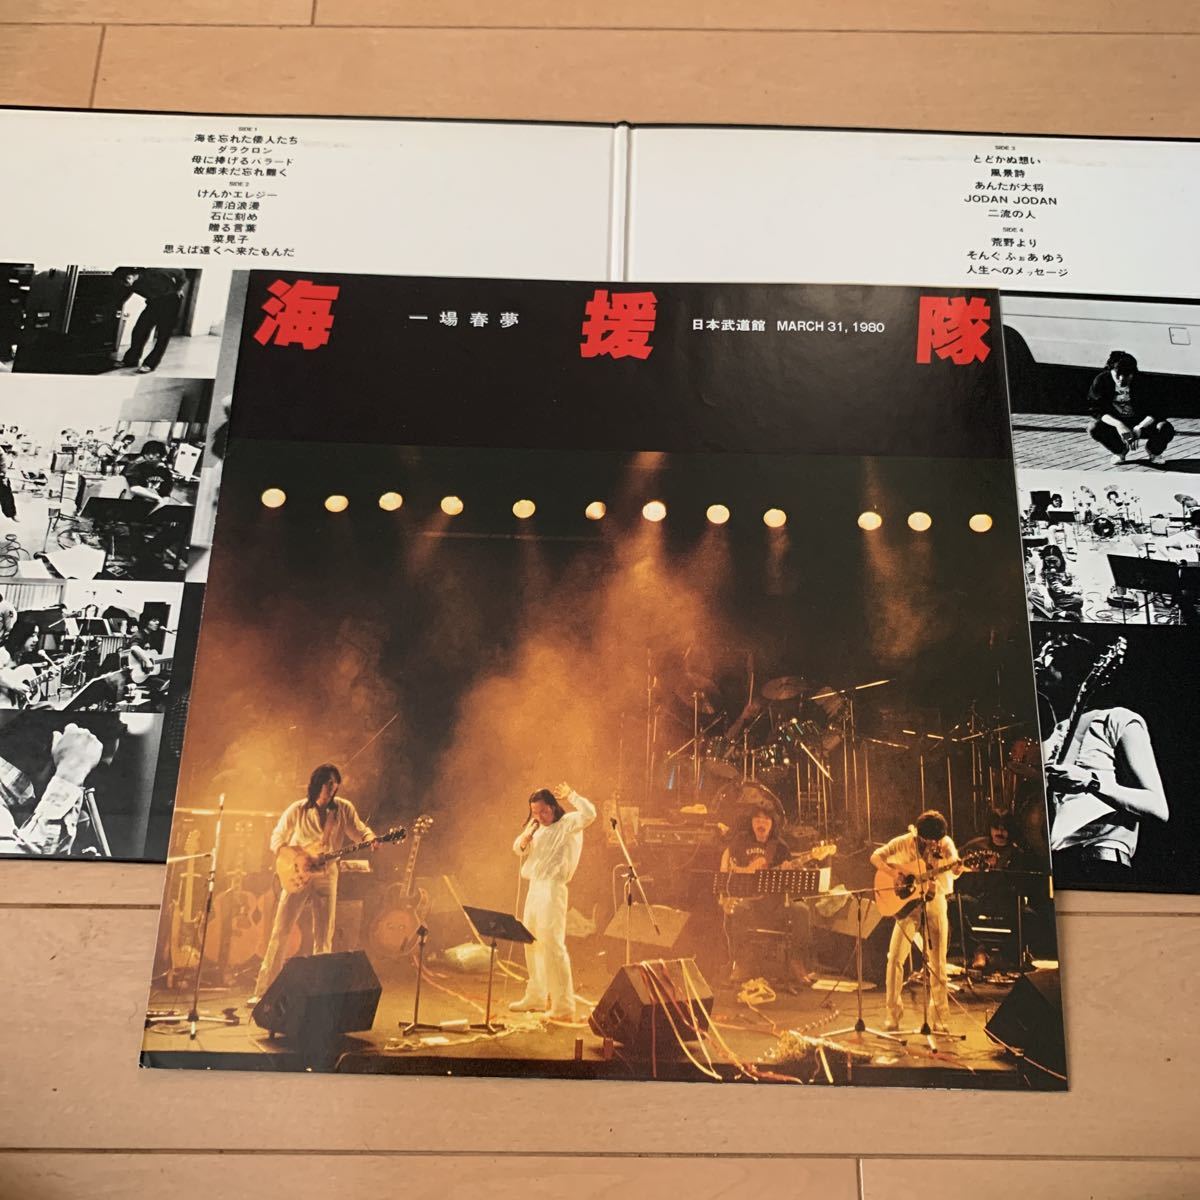 SIDE 1
海を忘れた倭人たち
ダラクロン
母に捧げるバラード
故郷未だ忘れ難く
SIDE 2
けんかエレジー
漂泊浪漫
石に刻め
贈る言葉
菜見子
思えば遠くへ来たもんだ
SIDE 3
とどかぬ想い
風景詩
あんたが大将
JODAN JODAN
二流の人
SIDE 4
荒野より
そんぐ ふぉあ ゆう
人生へのメッセージ
海援隊
一場春夢
日本武道館 MARCH 31, 1980